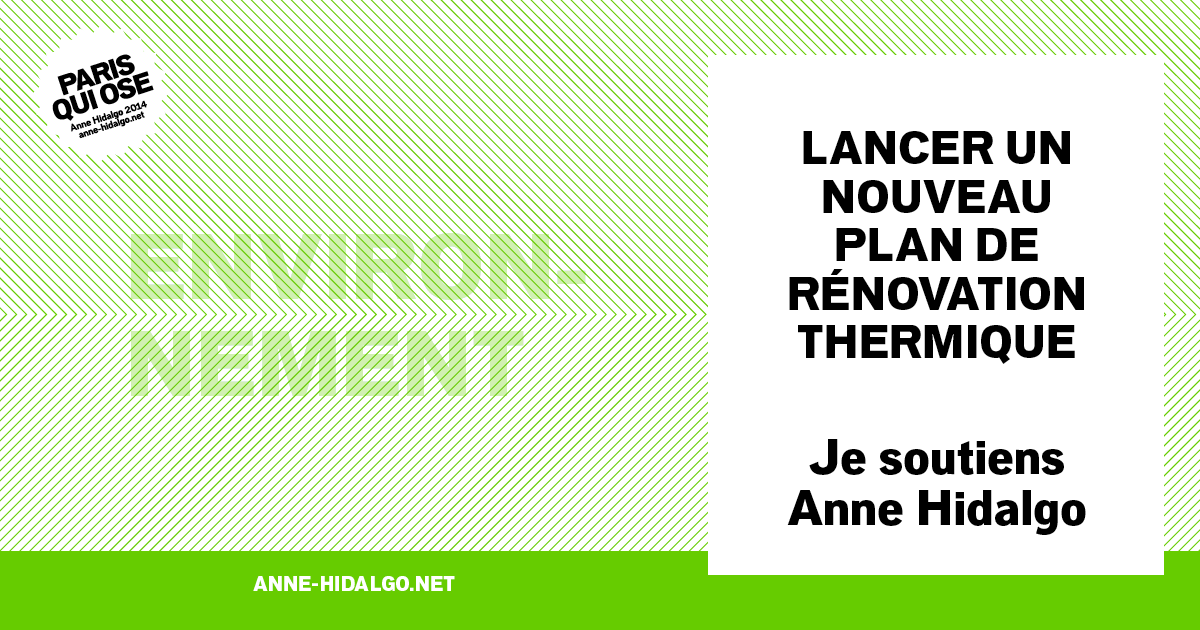 PARIS
QUI OSE
Anne Hidalgo 2014
anne-hidalgo.net
ENVIRON-
NEMENT
LANCER UN
NOUVEAU
PLAN DE
RÉNOVATION
THERMIQUE
Je soutiens
Anne Hidalgo
ANNE-HIDALGO.NET